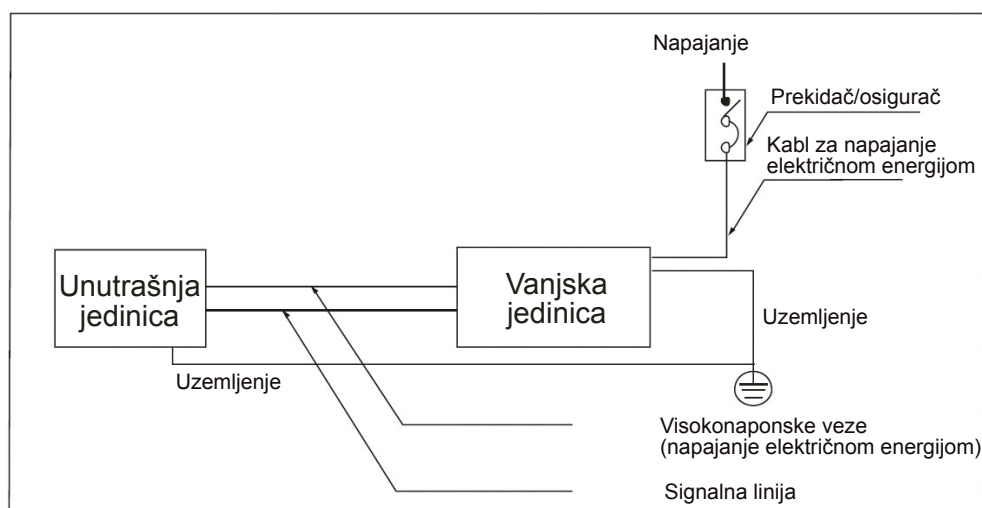 Napajanje
Prekidač/osigurač
Kabl za napajanje
električnom energijom
Unutrašnja
jedinica
Vanjska
jedinica
Uzemljenje
Uzemljenje
Visokonaponske veze
(napajanje električnom energijom)
Signalna linija